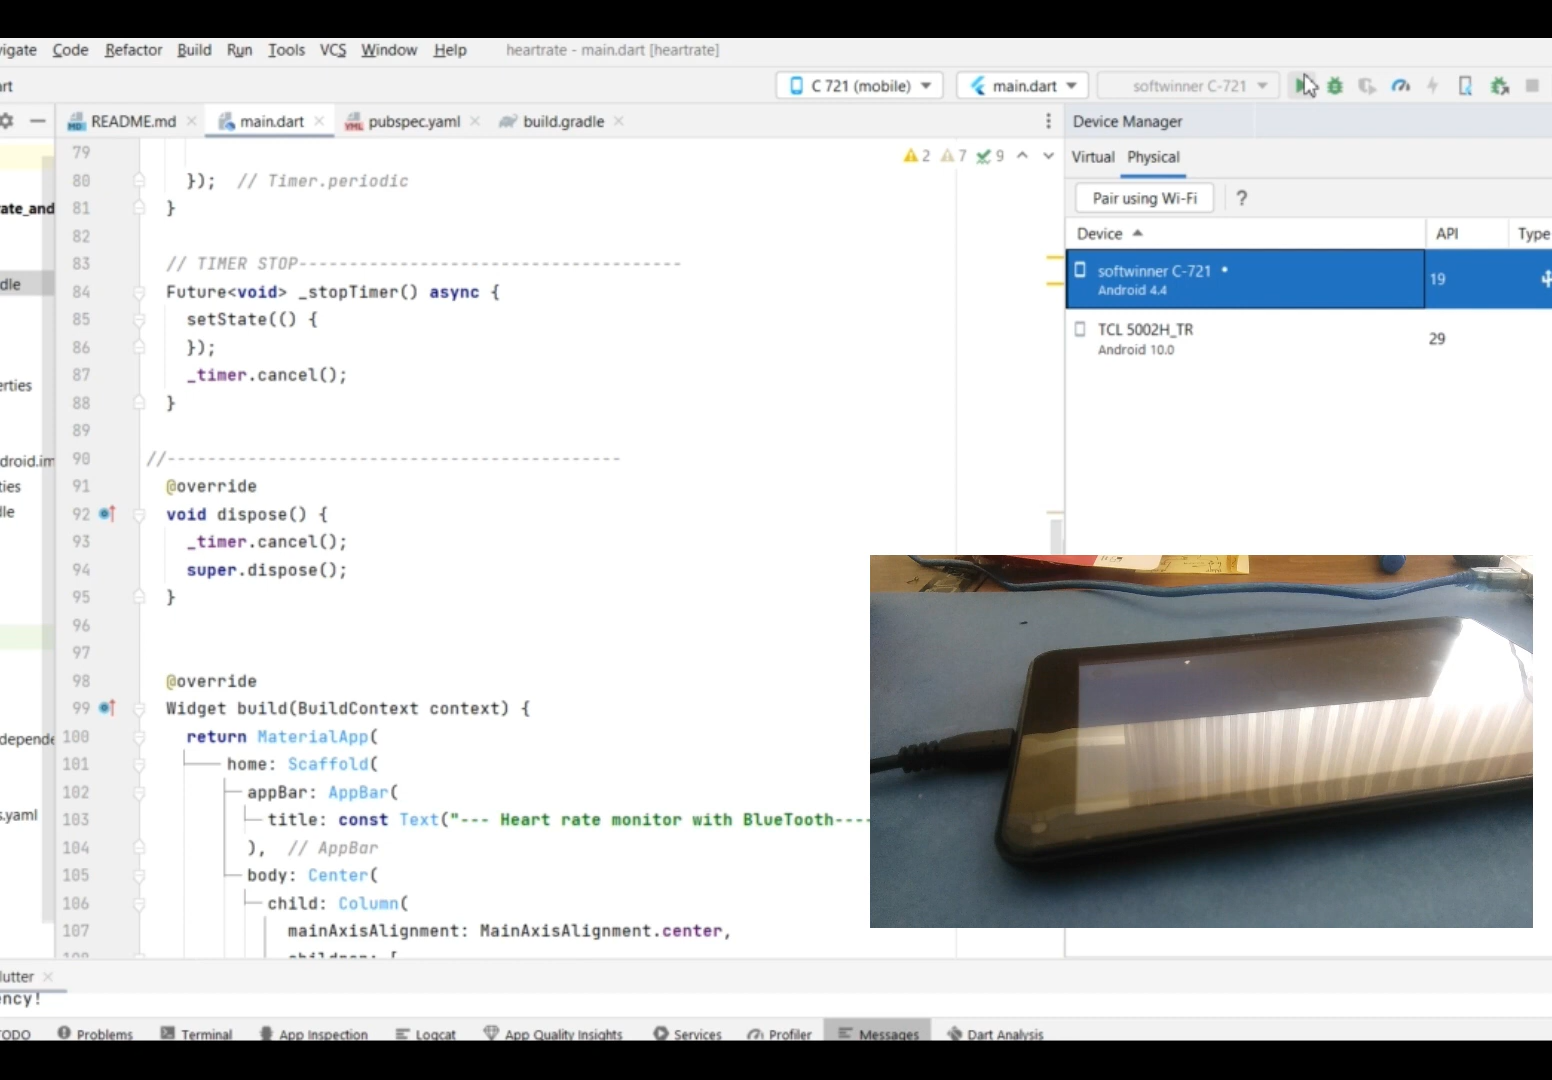 vigate Code Refactor Build Run Tools VCS Window Help heartrate - main.dart [heartrate]
rt C 721 (mobile) main.dart softwinner C-721
README.md main.dart pubspec.yaml build.gradle Device Manager
79 2 7 9 Virtual Physical
80 }); // Timer.periodic
81 }
Pair using Wi-Fi ?
rate_and
82
Device API Type
83 // TIMER STOP--------------------------------------
dle 84 Future<void> _stopTimer() async {
softwinner C-721 •
Android 4.4
19
85 setState(() {
TCL 5002H_TR
Android 10.0
29
86 });
87 _timer.cancel();
erties
88 }
89
droid.im 90 //---------------------------------------------
ties 91 @override
lle 92 void dispose() {
93 _timer.cancel();
94 super.dispose();
95 }
96
97
98 @override
99 Widget build(BuildContext context) {
depende 100 return MaterialApp(
101 home: Scaffold(
102 appBar: AppBar(
s.yaml 103 title: const Text("--- Heart rate monitor with BlueTooth----
104 ), // AppBar
105 body: Center(
106 child: Column(
107 mainAxisAlignment: MainAxisAlignment.center,
108 children: [
lutter
ency!
TODO Problems Terminal App Inspection Logcat App Quality Insights Services Profiler Messages Dart Analysis